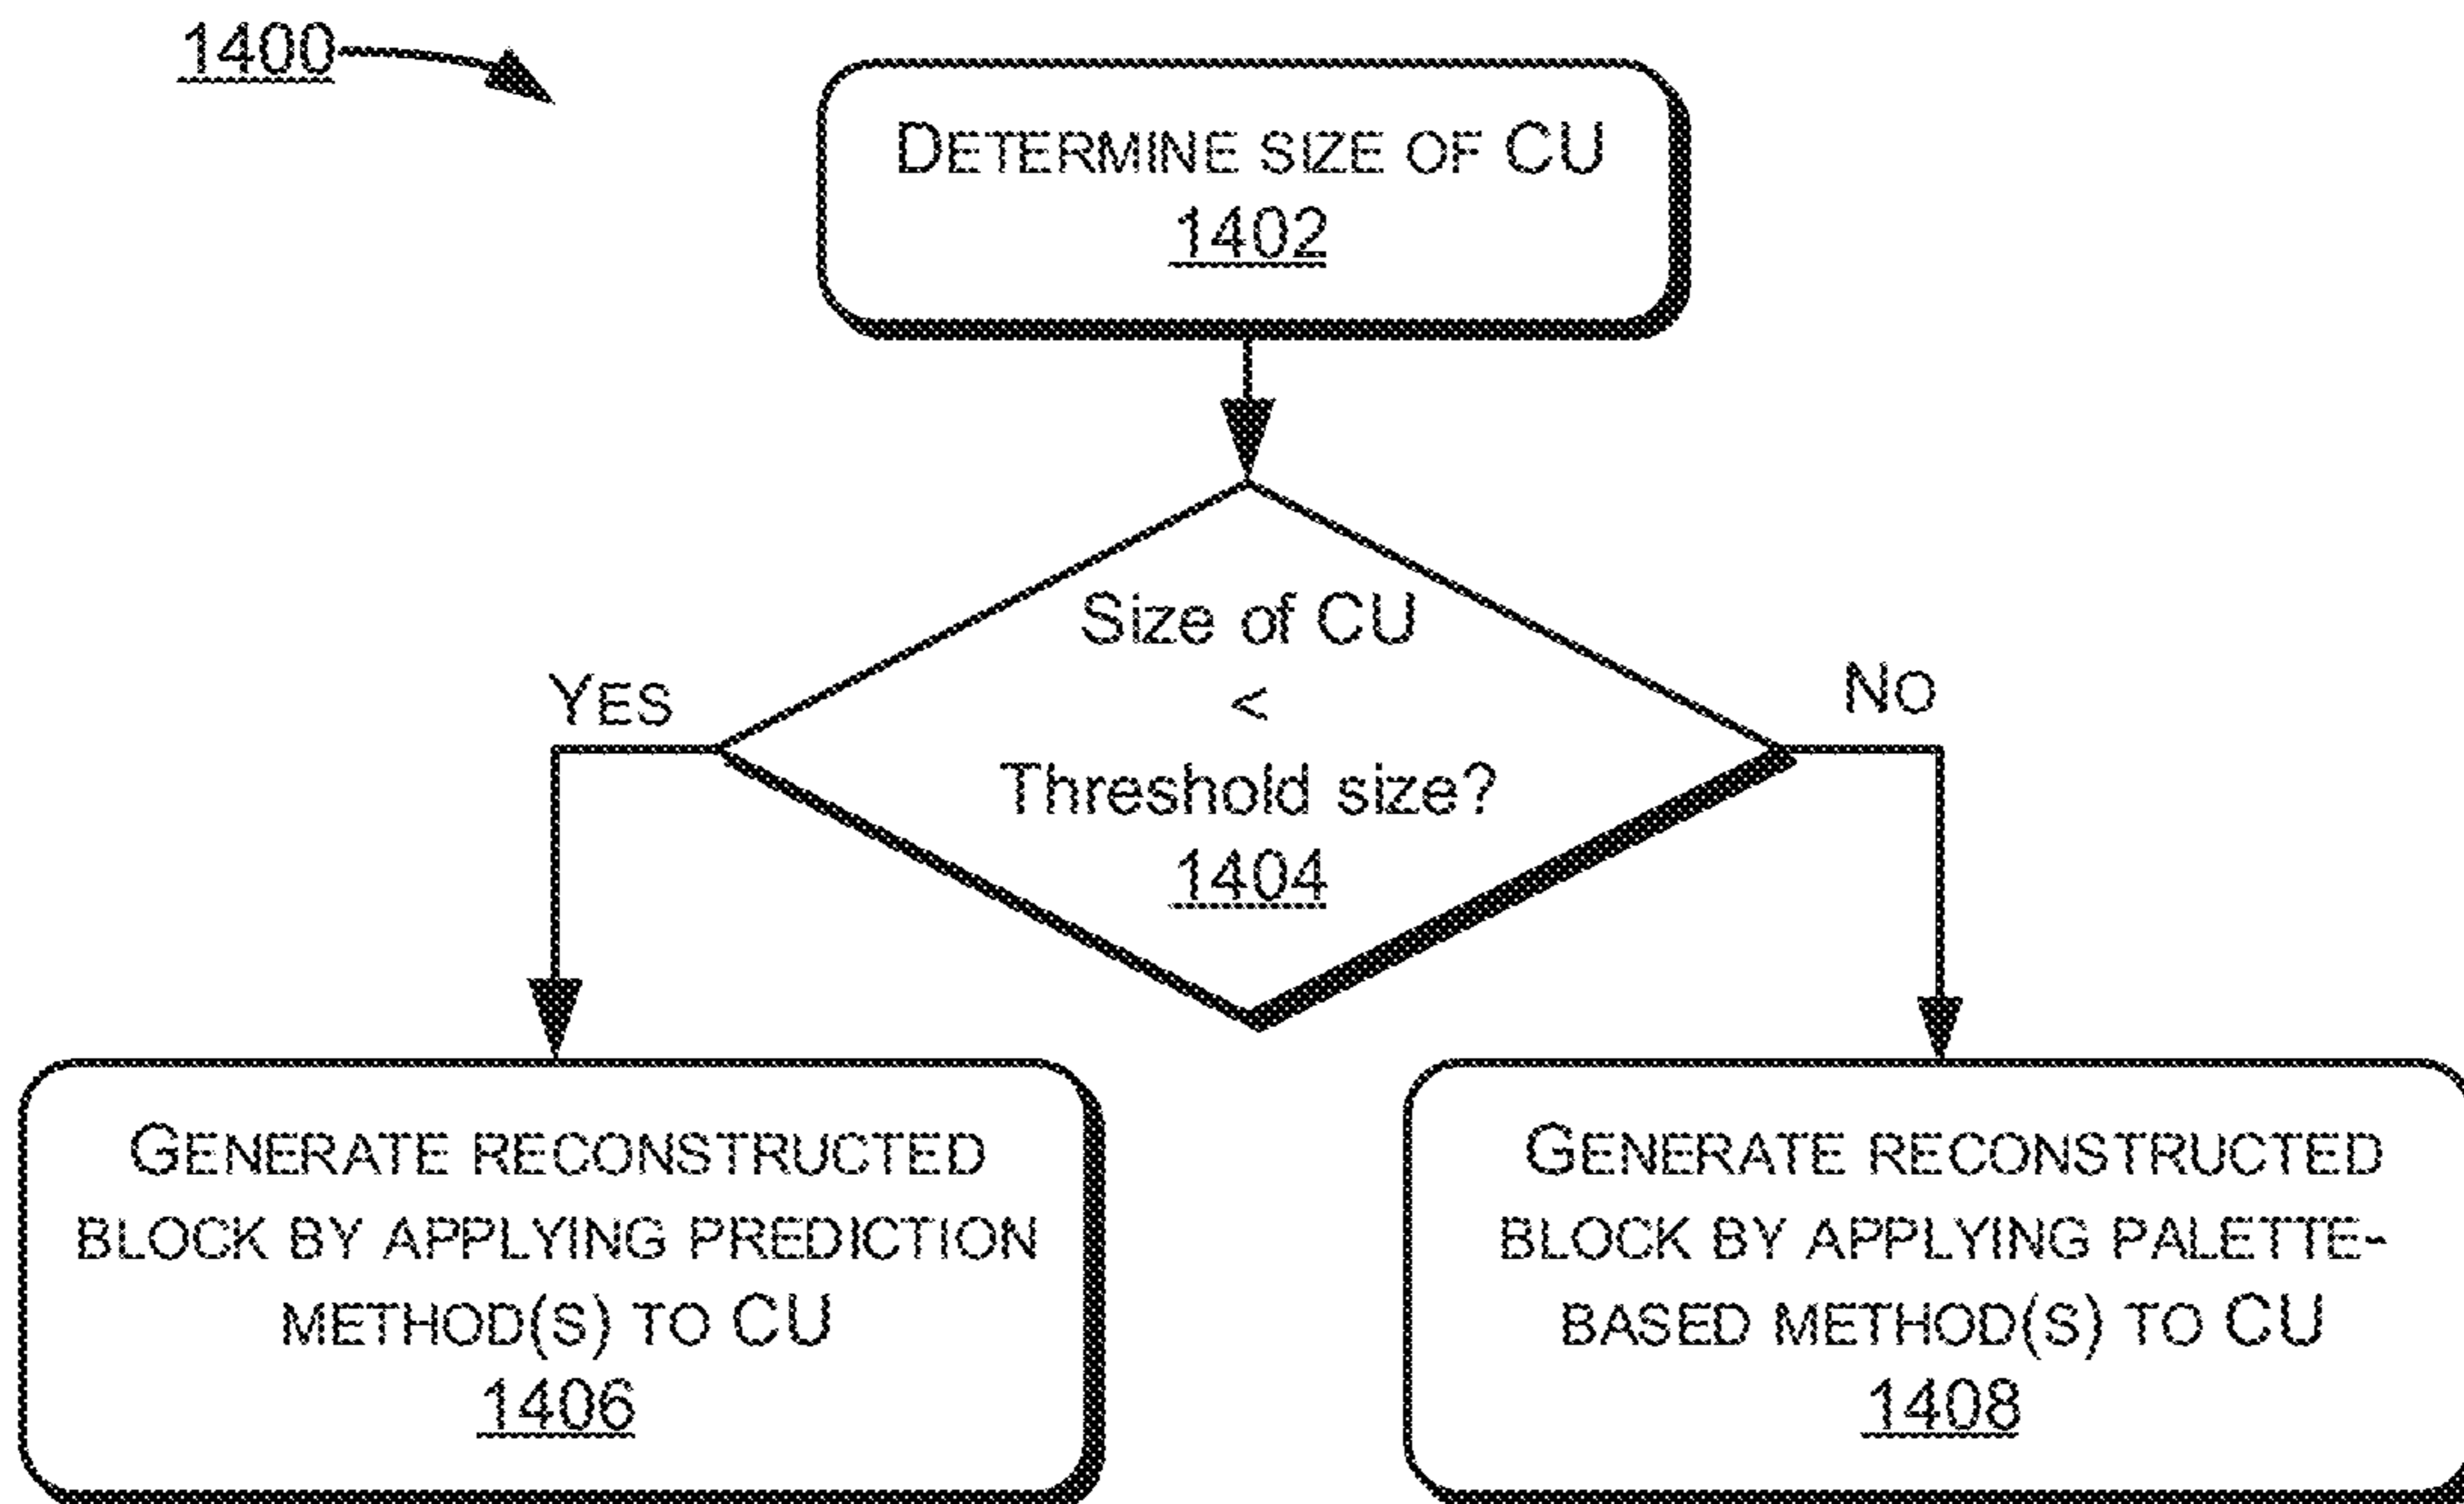 1400
DETERMINE SIZE OF CU
1402
Size of CU
<
Threshold size?
1404
YES
NO
GENERATE RECONSTRUCTED
BLOCK BY APPLYING PREDICTION
METHOD(S) TO CU
1406
GENERATE RECONSTRUCTED
BLOCK BY APPLYING PALETTE-
BASED METHOD(S) TO CU
1408